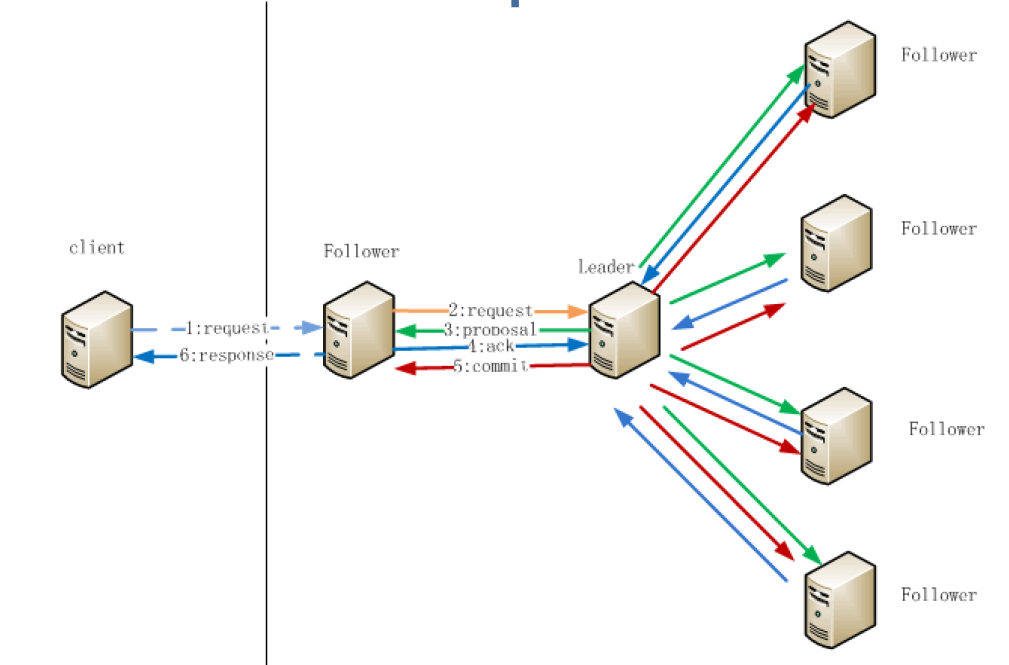 Follower
Follower
client
Follower
Leader
2:request
1:request
3:proposal
4:ack
6:response
5:commit
Follower
Follower